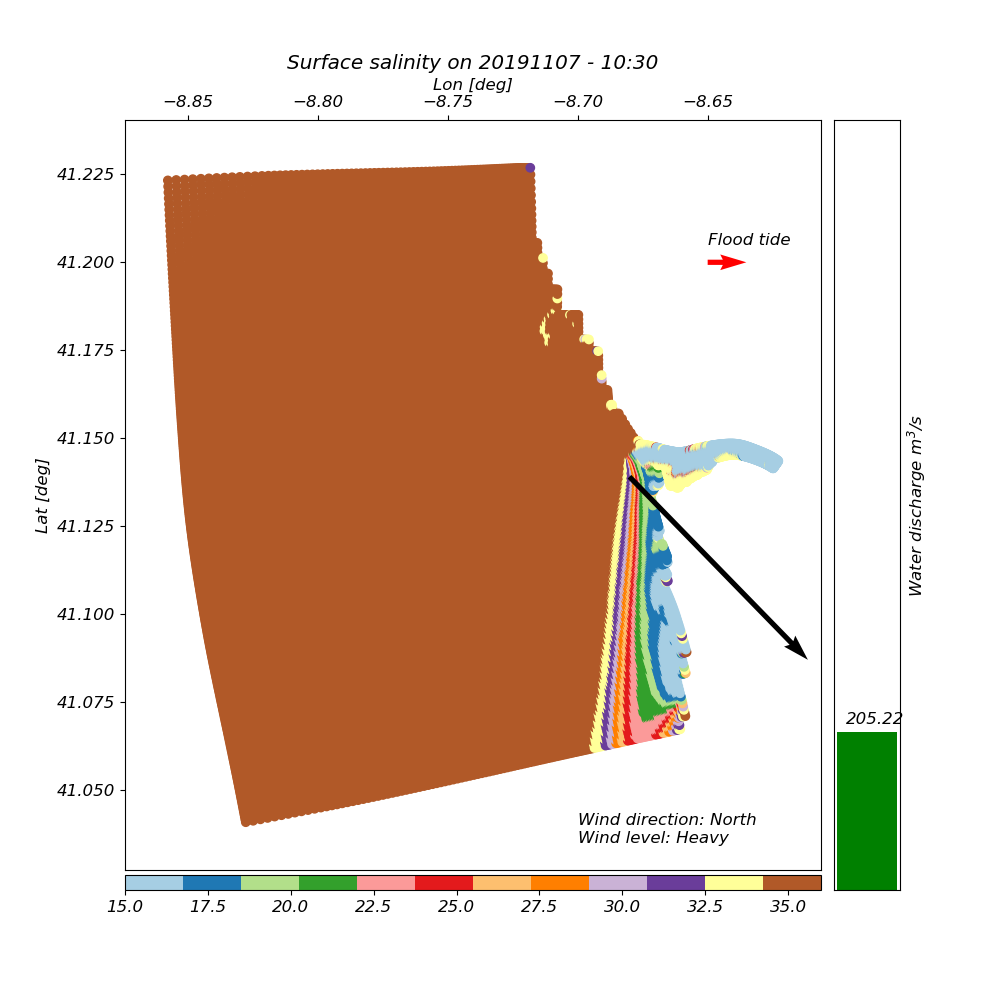 Surface salinity on 20191107 - 10:30
Lon [deg]
−8.85 −8.80 −8.75 −8.70 −8.65
41.225
41.200
41.175
41.150
41.125
41.100
41.075
41.050
Lat [deg]
Flood tide
Wind direction: North
Wind level: Heavy
Water discharge m³/s
205.22
15.0 17.5 20.0 22.5 25.0 27.5 30.0 32.5 35.0